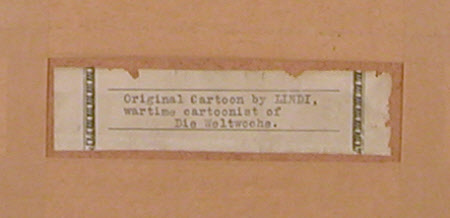 Original Cartoon by LINDI,
wartime cartoonist of
Die Weltwoche.